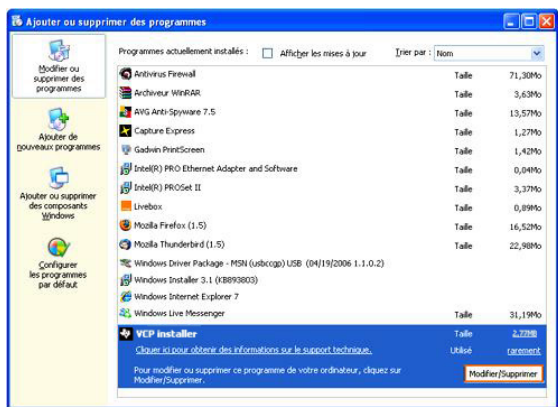 Ajouter ou supprimer des programmes
Modifier ou
supprimer des
programmes
Ajouter de
nouveaux programmes
Ajouter ou supprimer
des composants
Windows
Configurer
les programmes
par défaut
Programmes actuellement installés :
Afficher les mises à jour
Trier par :
Nom
Antivirus Firewall Taille 71,30Mo
Archiveur WinRAR Taille 3,63Mo
AVG Anti-Spyware 7.5 Taille 13,57Mo
Capture Express Taille 1,27Mo
Gadwin PrintScreen Taille 1,42Mo
Intel(R) PRO Ethernet Adapter and Software Taille 0,04Mo
Intel(R) PROSet II Taille 3,37Mo
Livebox Taille 0,89Mo
Mozilla Firefox (1.5) Taille 16,52Mo
Mozilla Thunderbird (1.5) Taille 22,98Mo
Windows Driver Package - MSN (usbccgp) USB (04/19/2006 1.1.0.2)
Windows Installer 3.1 (KB893803)
Windows Internet Explorer 7
Windows Live Messenger Taille 31,19Mo
VCP installer Taille 2,77MB
Cliquer ici pour obtenir des informations sur le support technique. Utilisé rarement
Pour modifier ou supprimer ce programme de votre ordinateur, cliquez sur
Modifier/Supprimer.
Modifier/Supprimer